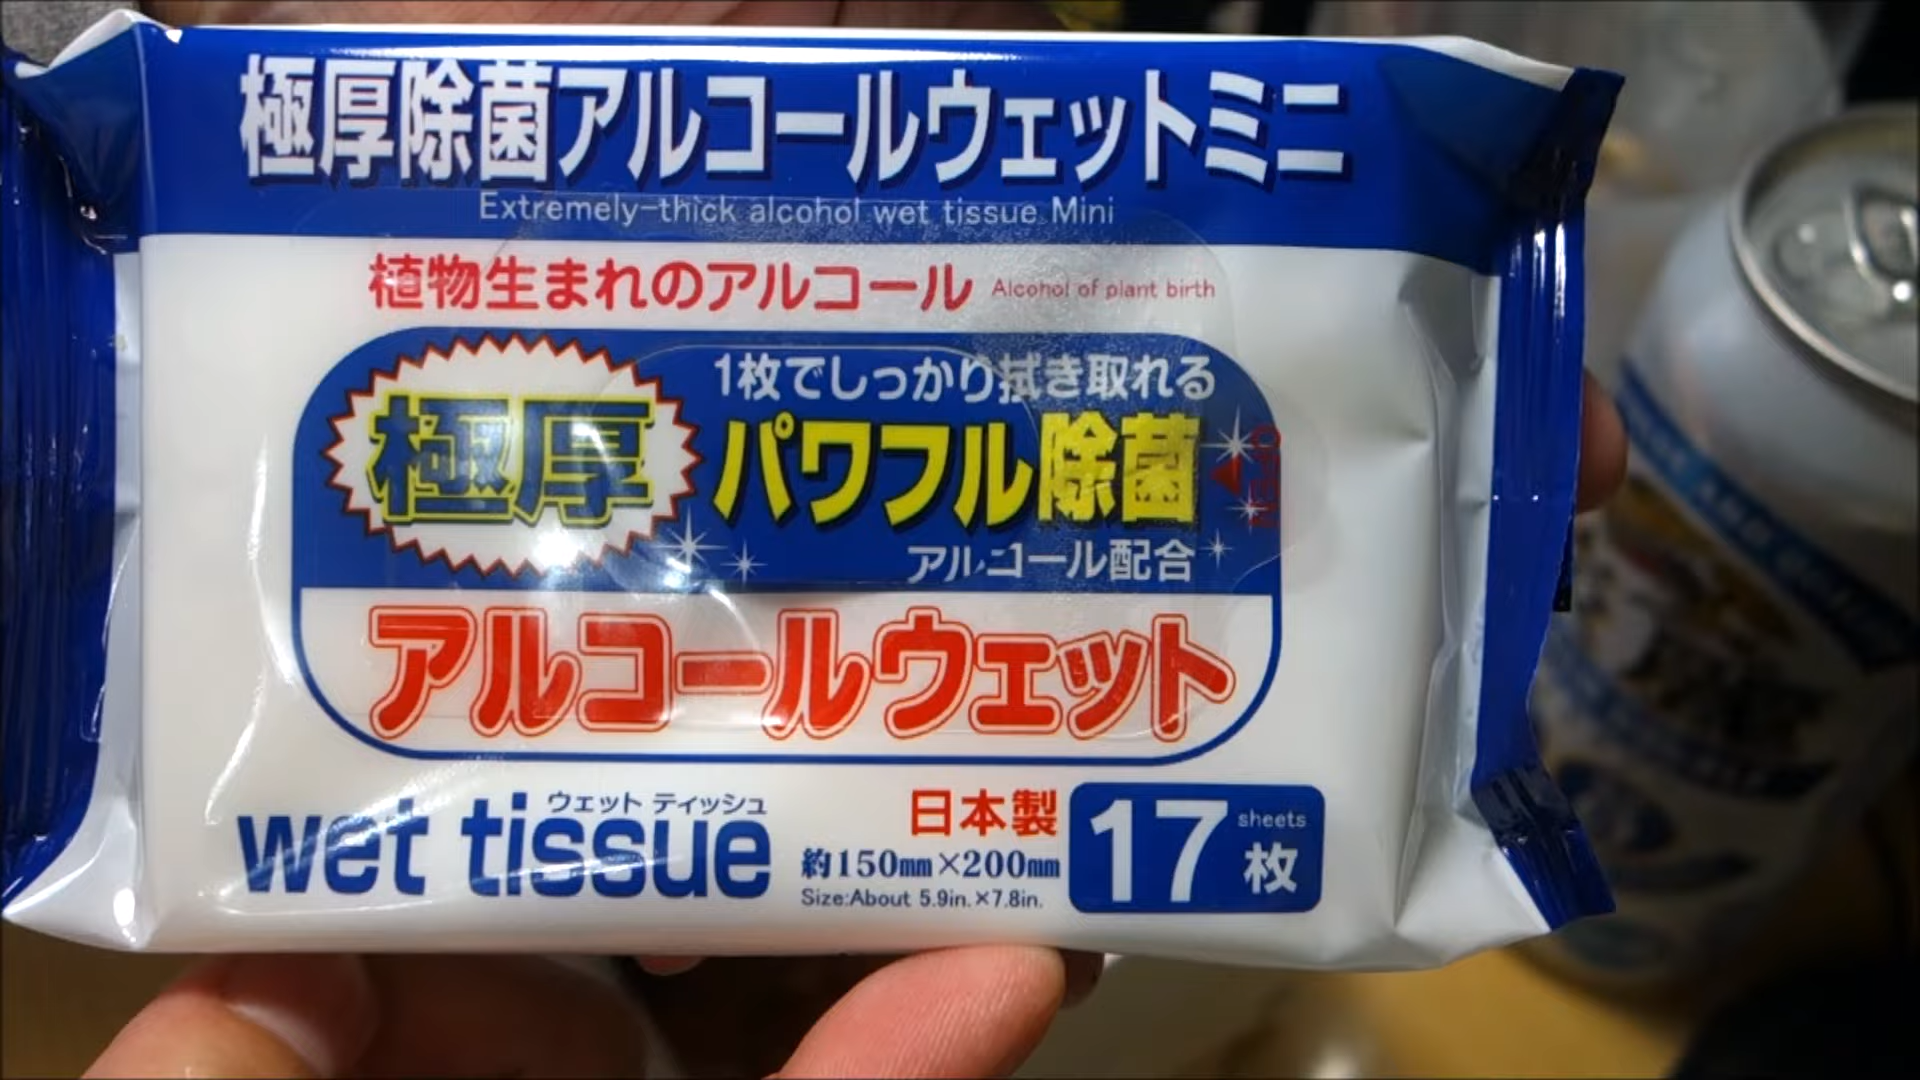 極厚除菌アルコールウェットミニ
Extremely-thick alcohol wet tissue Mini
植物生まれのアルコール Alcohol of plant birth
極厚
1枚でしっかり拭き取れる
パワフル除菌
アルコール配合
OPEN
アルコールウェット
ウェット ティッシュ
wet tissue
日本製
約150mm×200mm
Size:About 5.9in.×7.8in.
17 sheets 枚